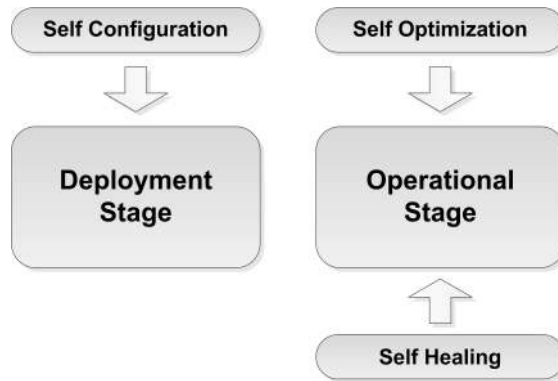 Self Configuration
Self Optimization
Deployment
Stage
Operational
Stage
Self Healing